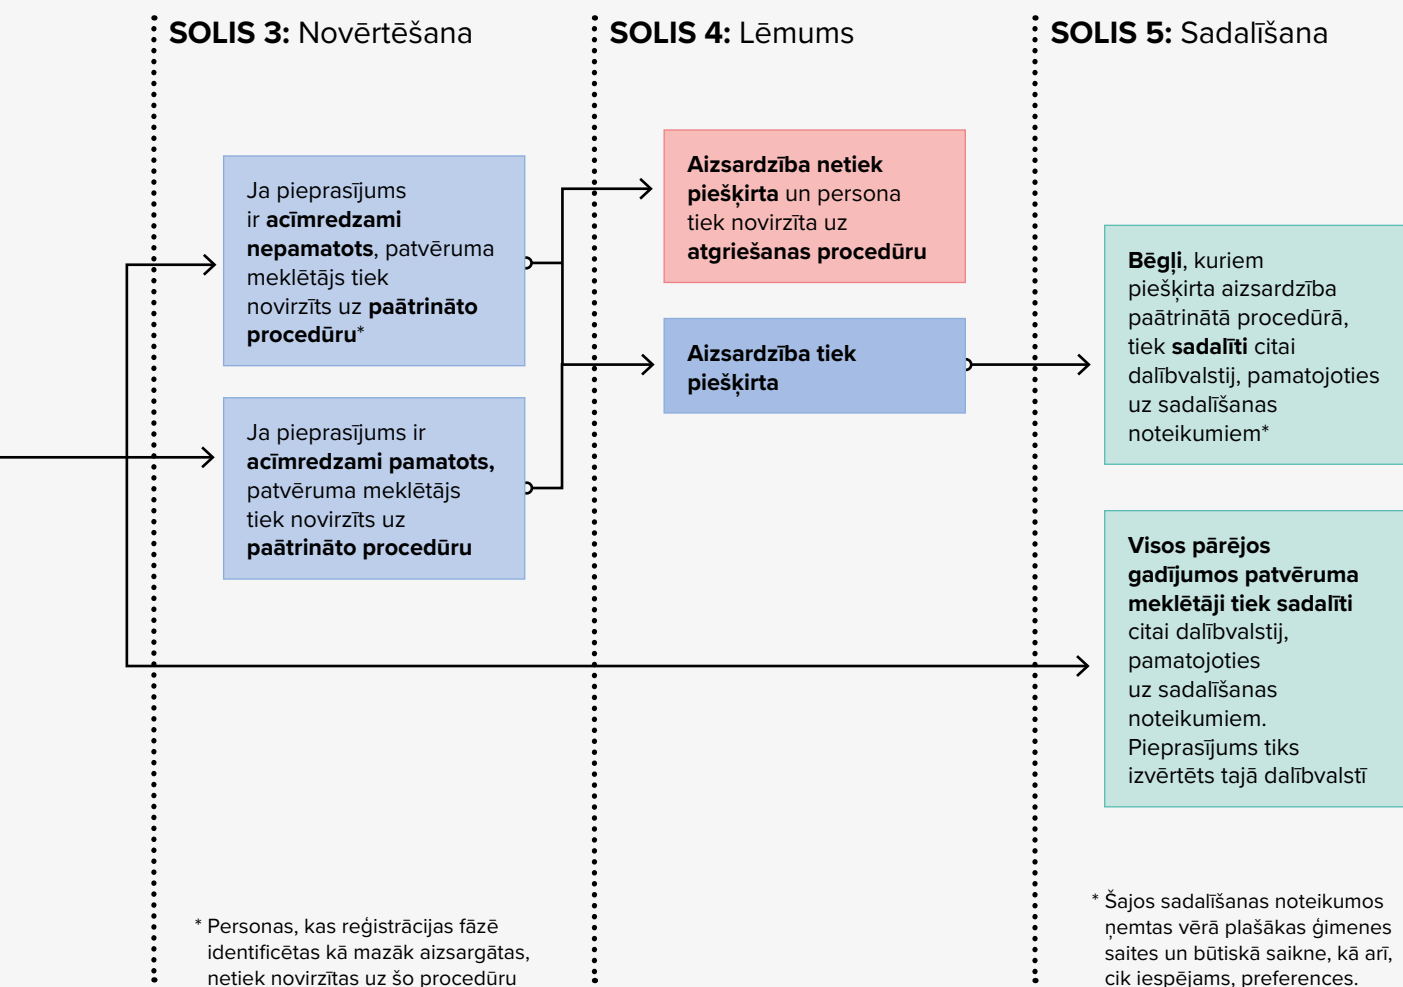 SOLIS 3: Novērtēšana
Ja pieprasījums
ir acīmredzami
nepamatots, patvēruma
meklētājs tiek
novirzīts uz paātrināto
procedūru*
Ja pieprasījums ir
acīmredzami pamatots,
patvēruma meklētājs
tiek novirzīts uz
paātrināto procedūru
* Personas, kas reģistrācijas fāzē
identificētas kā mazāk aizsargātas,
netiek novirzītas uz šo procedūru
SOLIS 4: Lēmums
Aizsardzība netiek
piešķirta un persona
tiek novirzīta uz
atgriešanas procedūru
Aizsardzība tiek
piešķirta
SOLIS 5: Sadalīšana
Bēgļi, kuriem
piešķirta aizsardzība
paātrinātā procedūrā,
tiek sadalīti citai
dalībvalstij, pamatojoties
uz sadalīšanas
noteikumiem*
Visos pārējos
gadījumos patvēruma
meklētāji tiek sadalīti
citai dalībvalstij,
pamatojoties
uz sadalīšanas
noteikumiem.
Pieprasījums tiks
izvērtēts tajā dalībvalstī
* Šajos sadalīšanas noteikumos
ņemtas vērā plašākas ģimenes
saites un būtiskā saikne, kā arī,
cik iespējams, preferences.